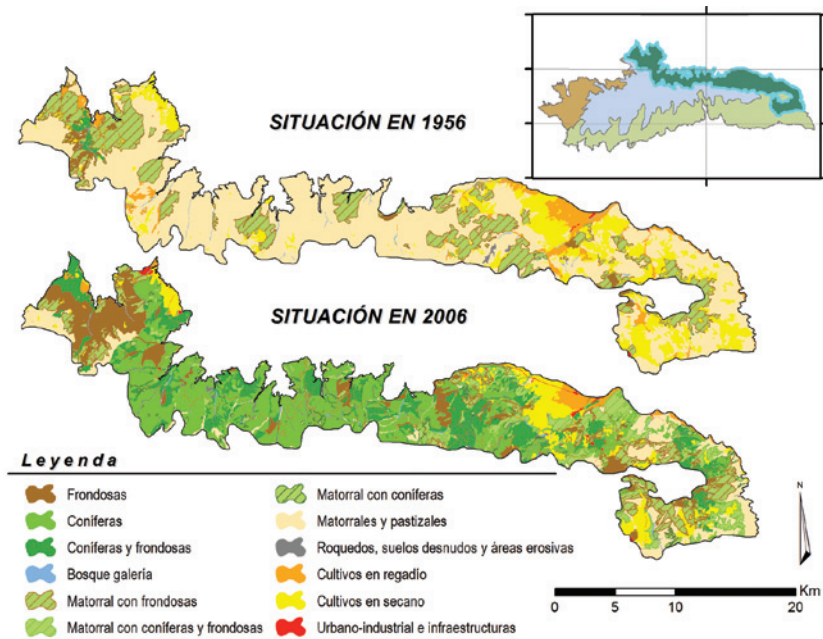 SITUACIÓN EN 1956
SITUACIÓN EN 2006
Leyenda
Frondosas
Coníferas
Coníferas y frondosas
Bosque galería
Matorral con frondosas
Matorral con coníferas y frondosas
Matorral con coníferas
Matorrales y pastizales
Roquedos, suelos desnudos y áreas erosivas
Cultivos en regadío
Cultivos en secano
Urbano-industrial e infraestructuras
N
Km
0 5 10 20